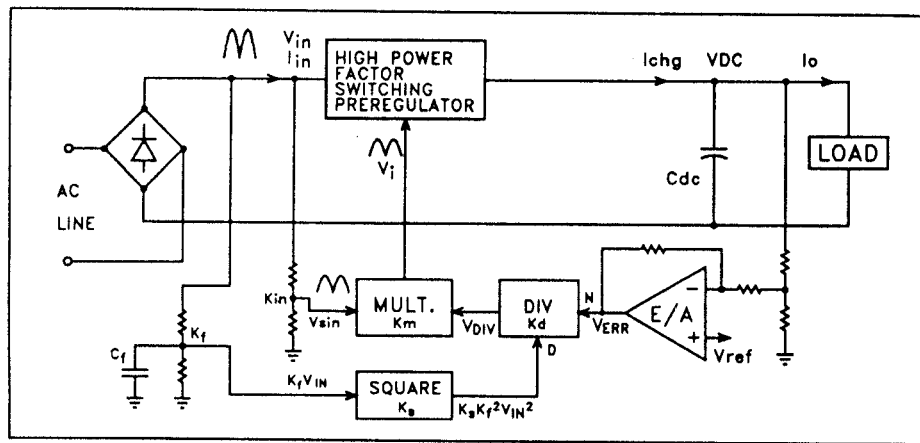 Vin
Iin
HIGH POWER
FACTOR
SWITCHING
PREREGULATOR
Ichg
VDC
Io
Vi
LOAD
Cdc
AC
LINE
Kin
Vsin
MULT.
Km
VDIV
DIV
Kd
N
VERR
D
E/A
−
+
Vref
Kf
Cf
KfVIN
SQUARE
Ks
KsKf²VIN²